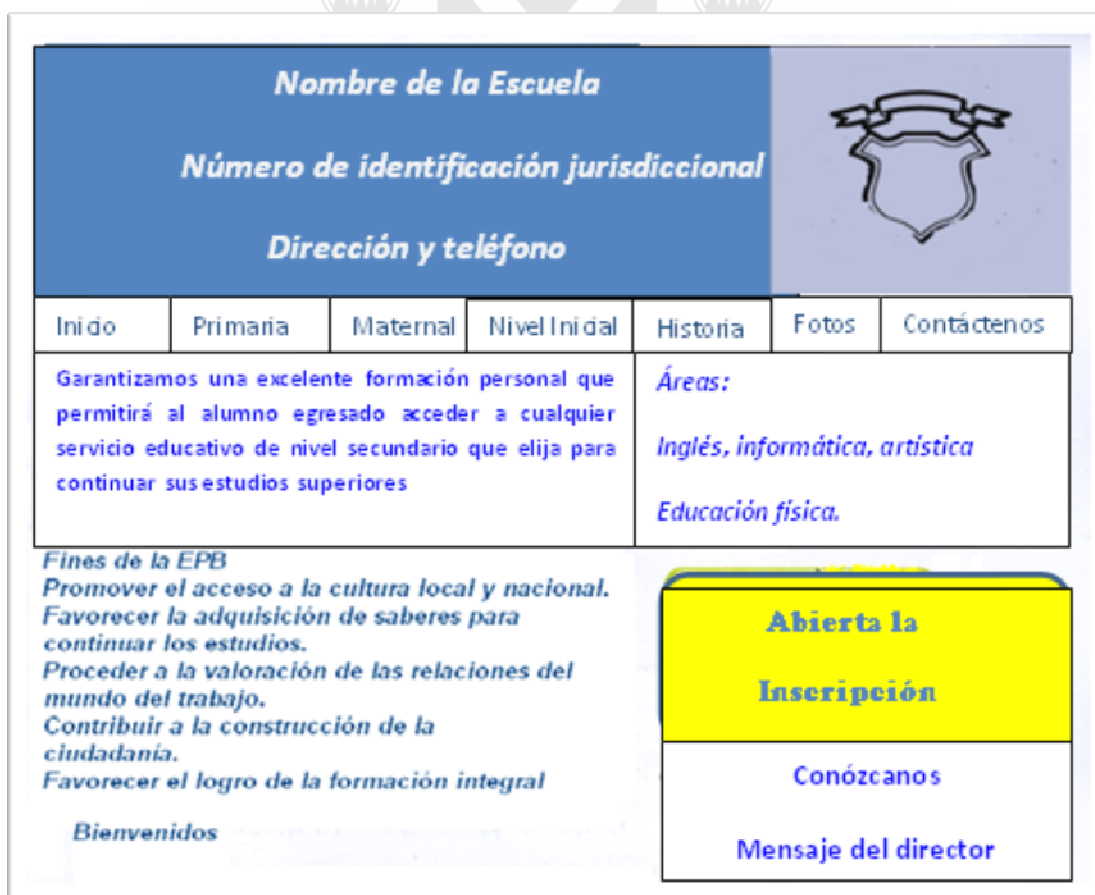 Nombre de la Escuela
Número de identificación jurisdiccional
Dirección y teléfono
Inicio
Primaria
Maternal
Nivel Inicial
Historia
Fotos
Contáctenos
Garantizamos una excelente formación personal que
permitirá al alumno egresado acceder a cualquier
servicio educativo de nivel secundario que elija para
continuar sus estudios superiores
Áreas:
Inglés, informática, artística
Educación física.
Fines de la EPB
Promover el acceso a la cultura local y nacional.
Favorecer la adquisición de saberes para
continuar los estudios.
Proceder a la valoración de las relaciones del
mundo del trabajo.
Contribuir a la construcción de la
ciudadanía.
Favorecer el logro de la formación integral
Bienvenidos
Abierta la
Inscripción
Conózcanos
Mensaje del director